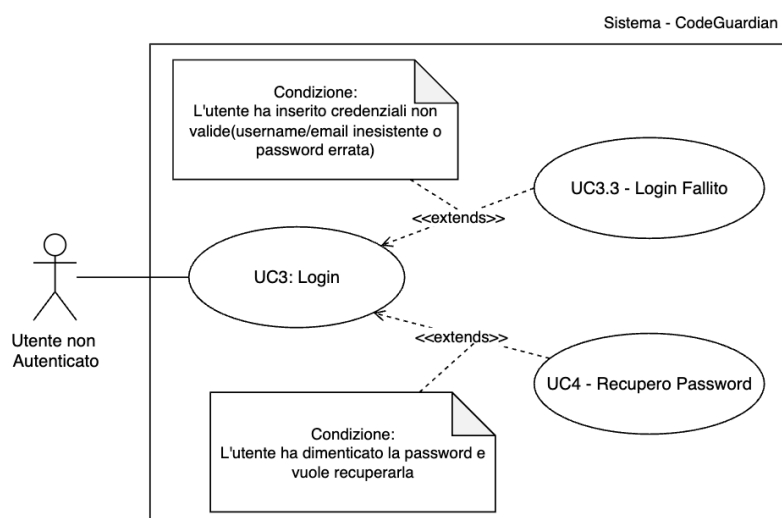 Sistema - CodeGuardian
Condizione:
L'utente ha inserito credenziali non
valide(username/email inesistente o
password errata)
UC3.3 - Login Fallito
<<extends>>
UC3: Login
Utente non
Autenticato
<<extends>>
UC4 - Recupero Password
Condizione:
L'utente ha dimenticato la password e
vuole recuperarla